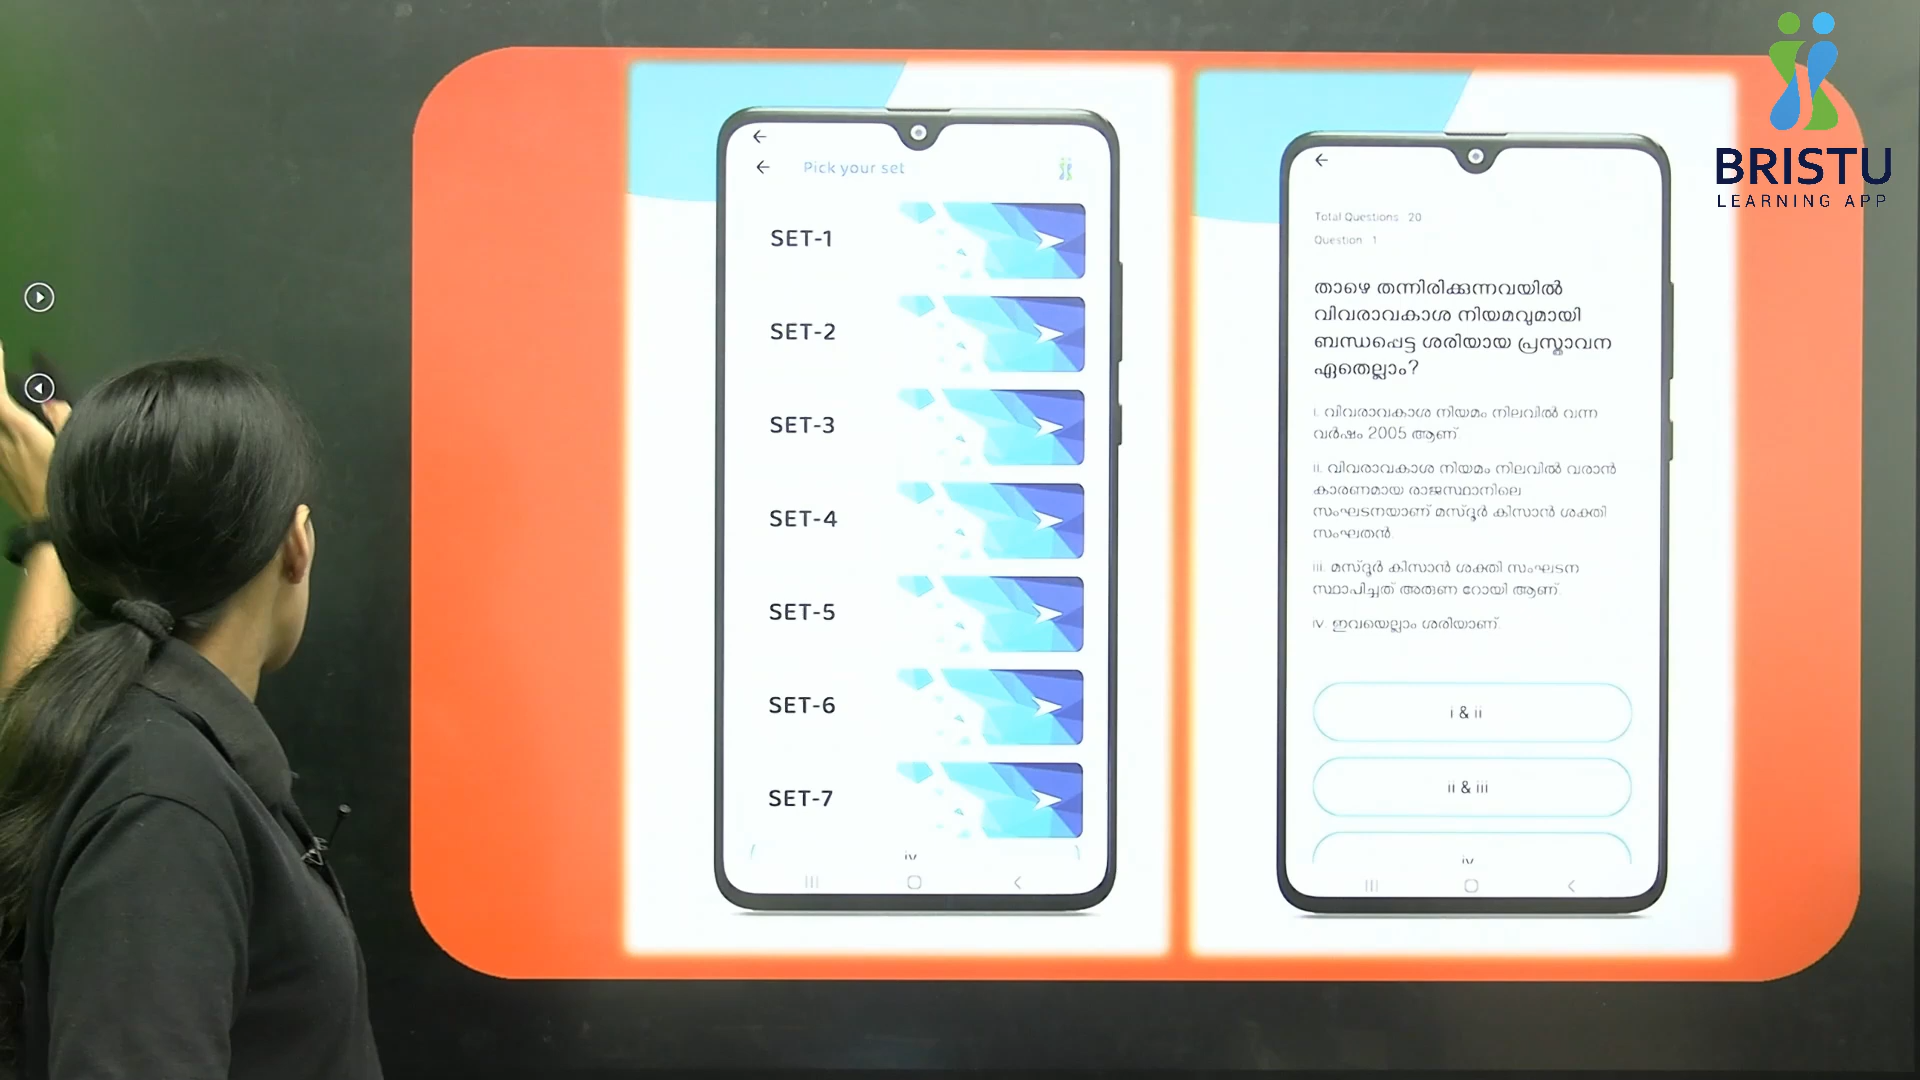 BRISTU
LEARNING APP
Pick your set
SET-1
SET-2
SET-3
SET-4
SET-5
SET-6
SET-7
iv
Total Questions 20
Question 1
താഴെ തന്നിരിക്കുന്നവയിൽ
വിവരാവകാശ നിയമവുമായി
ബന്ധപ്പെട്ട ശരിയായ പ്രസ്താവന
ഏതെല്ലാം?
i. വിവരാവകാശ നിയമം നിലവിൽ വന്ന
വർഷം 2005 ആണ്.
ii. വിവരാവകാശ നിയമം നിലവിൽ വരാൻ
കാരണമായ രാജസ്ഥാനിലെ
സംഘടനയാണ് മസ്ദൂർ കിസാൻ ശക്തി
സംഘതൻ.
iii. മസ്ദൂർ കിസാൻ ശക്തി സംഘടന
സ്ഥാപിച്ചത് അരുണ റോയി ആണ്.
iv. ഇവയെല്ലാം ശരിയാണ്
i & ii
ii & iii
iv